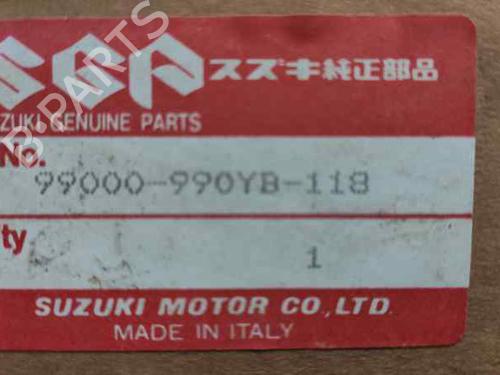 SGP スズキ純正部品
ZUKI GENUINE PARTS
No. 99000-990YB-118
ty 1
SUZUKI MOTOR CO.,LTD.
MADE IN ITALY
B-PARTS